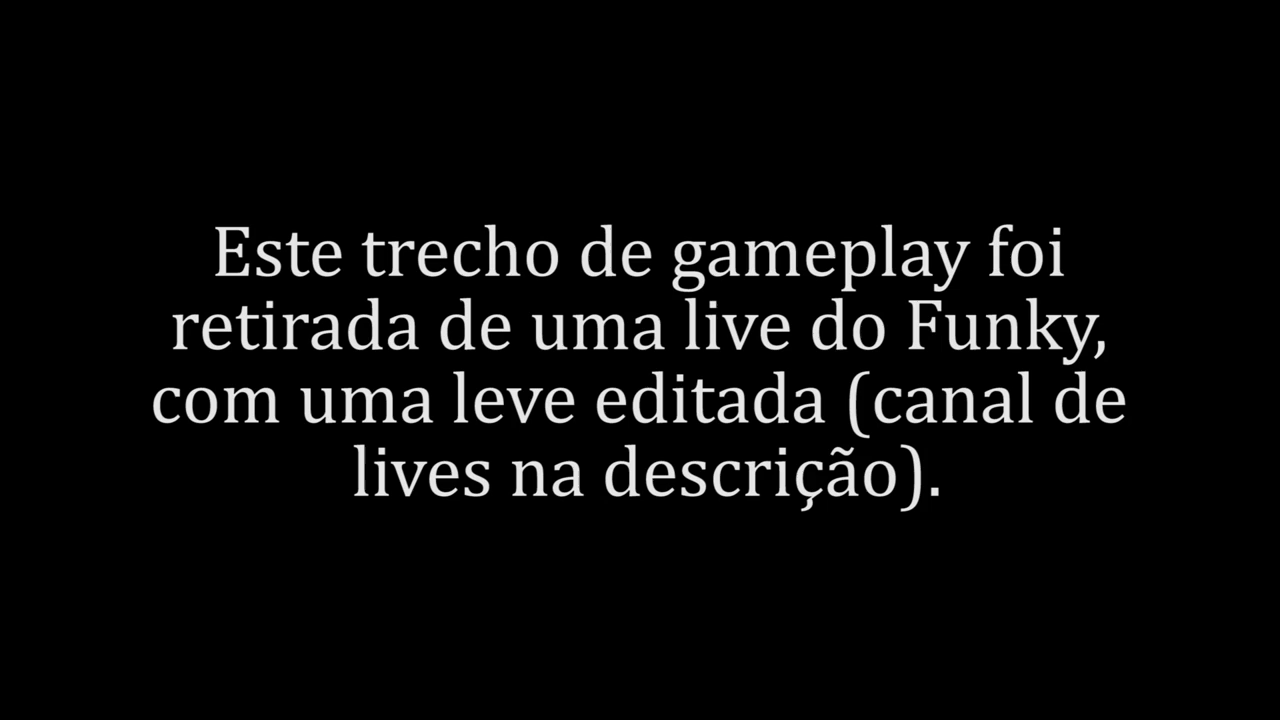 Este trecho de gameplay foi
retirada de uma live do Funky,
com uma leve editada (canal de
lives na descrição).